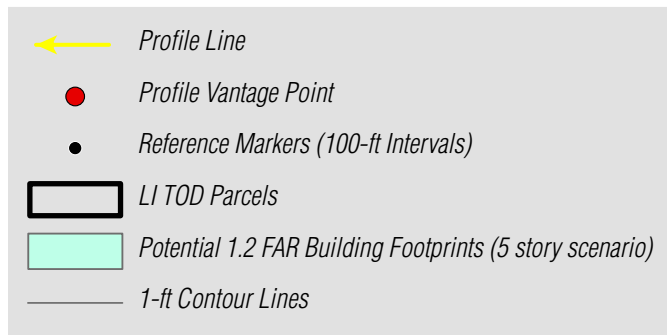 Profile Line
Profile Vantage Point
Reference Markers (100-ft Intervals)
LI TOD Parcels
Potential 1.2 FAR Building Footprints (5 story scenario)
1-ft Contour Lines